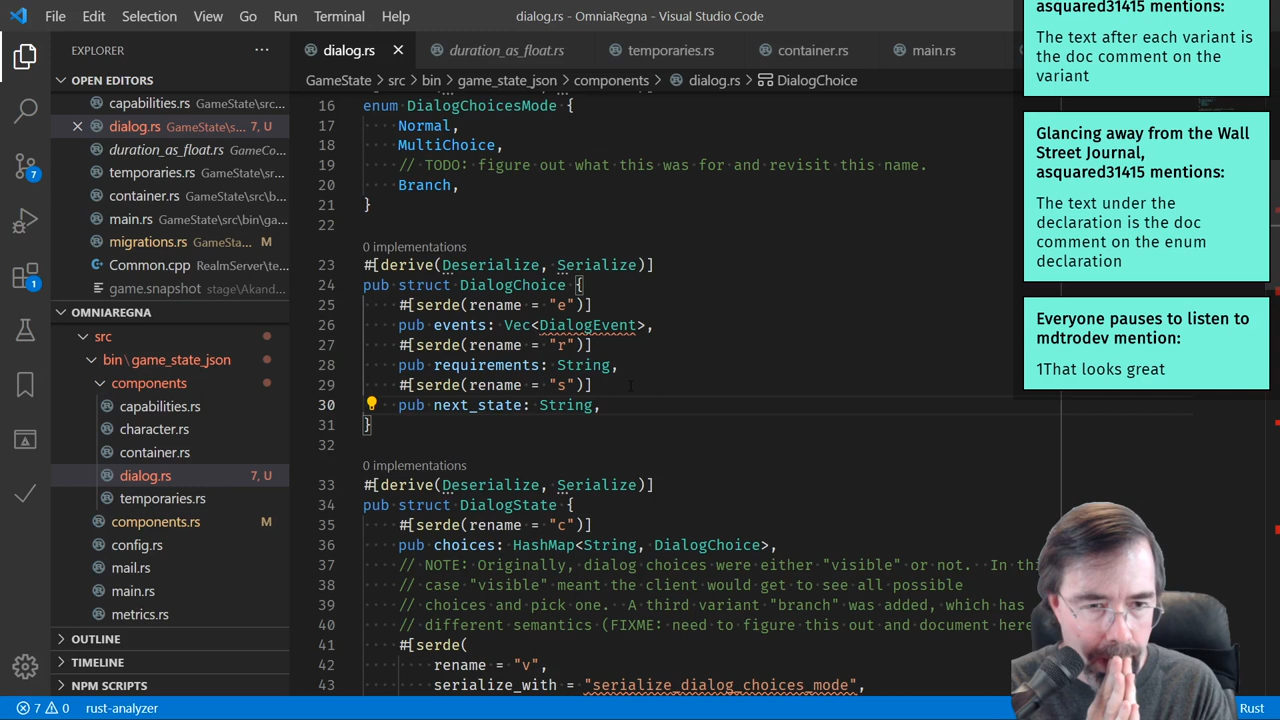 File Edit Selection View Go Run Terminal Help
dialog.rs - OmniaRegna - Visual Studio Code
EXPLORER
OPEN EDITORS
capabilities.rs GameState\src...
dialog.rs GameState\s... 7, U
duration_as_float.rs GameCo...
temporaries.rs GameState\sr...
container.rs GameState\src\b...
main.rs GameState\src\bin\ga...
migrations.rs GameSta... M
Common.cpp RealmServer\te...
game.snapshot stage\Akand...
OMNIAREGNA
src
bin\game_state_json
components
capabilities.rs
character.rs
container.rs
dialog.rs 7, U
temporaries.rs
components.rs M
config.rs
mail.rs
main.rs
metrics.rs
OUTLINE
TIMELINE
NPM SCRIPTS
7
1
dialog.rs duration_as_float.rs temporaries.rs container.rs main.rs
GameState > src > bin > game_state_json > components > dialog.rs > DialogChoice
16 enum DialogChoicesMode {
17 Normal,
18 MultiChoice,
19 // TODO: figure out what this was for and revisit this name.
20 Branch,
21 }
22
0 implementations
23 #[derive(Deserialize, Serialize)]
24 pub struct DialogChoice {
25 #[serde(rename = "e")]
26 pub events: Vec<DialogEvent>,
27 #[serde(rename = "r")]
28 pub requirements: String,
29 #[serde(rename = "s")]
30 pub next_state: String,
31 }
32
0 implementations
33 #[derive(Deserialize, Serialize)]
34 pub struct DialogState {
35 #[serde(rename = "c")]
36 pub choices: HashMap<String, DialogChoice>,
37 // NOTE: Originally, dialog choices were either "visible" or not. In thi
38 // case "visible" meant the client would get to see all possible
39 // choices and pick one. A third variant "branch" was added, which has
40 // different semantics (FIXME: need to figure this out and document here
41 #[serde(
42 rename = "v",
43 serialize_with = "serialize_dialog_choices_mode",
asquared31415 mentions:
The text after each variant is
the doc comment on the
variant
Glancing away from the Wall
Street Journal,
asquared31415 mentions:
The text under the
declaration is the doc
comment on the enum
declaration
Everyone pauses to listen to
mdtrodev mention:
1That looks great
7 0 rust-analyzer
Rust